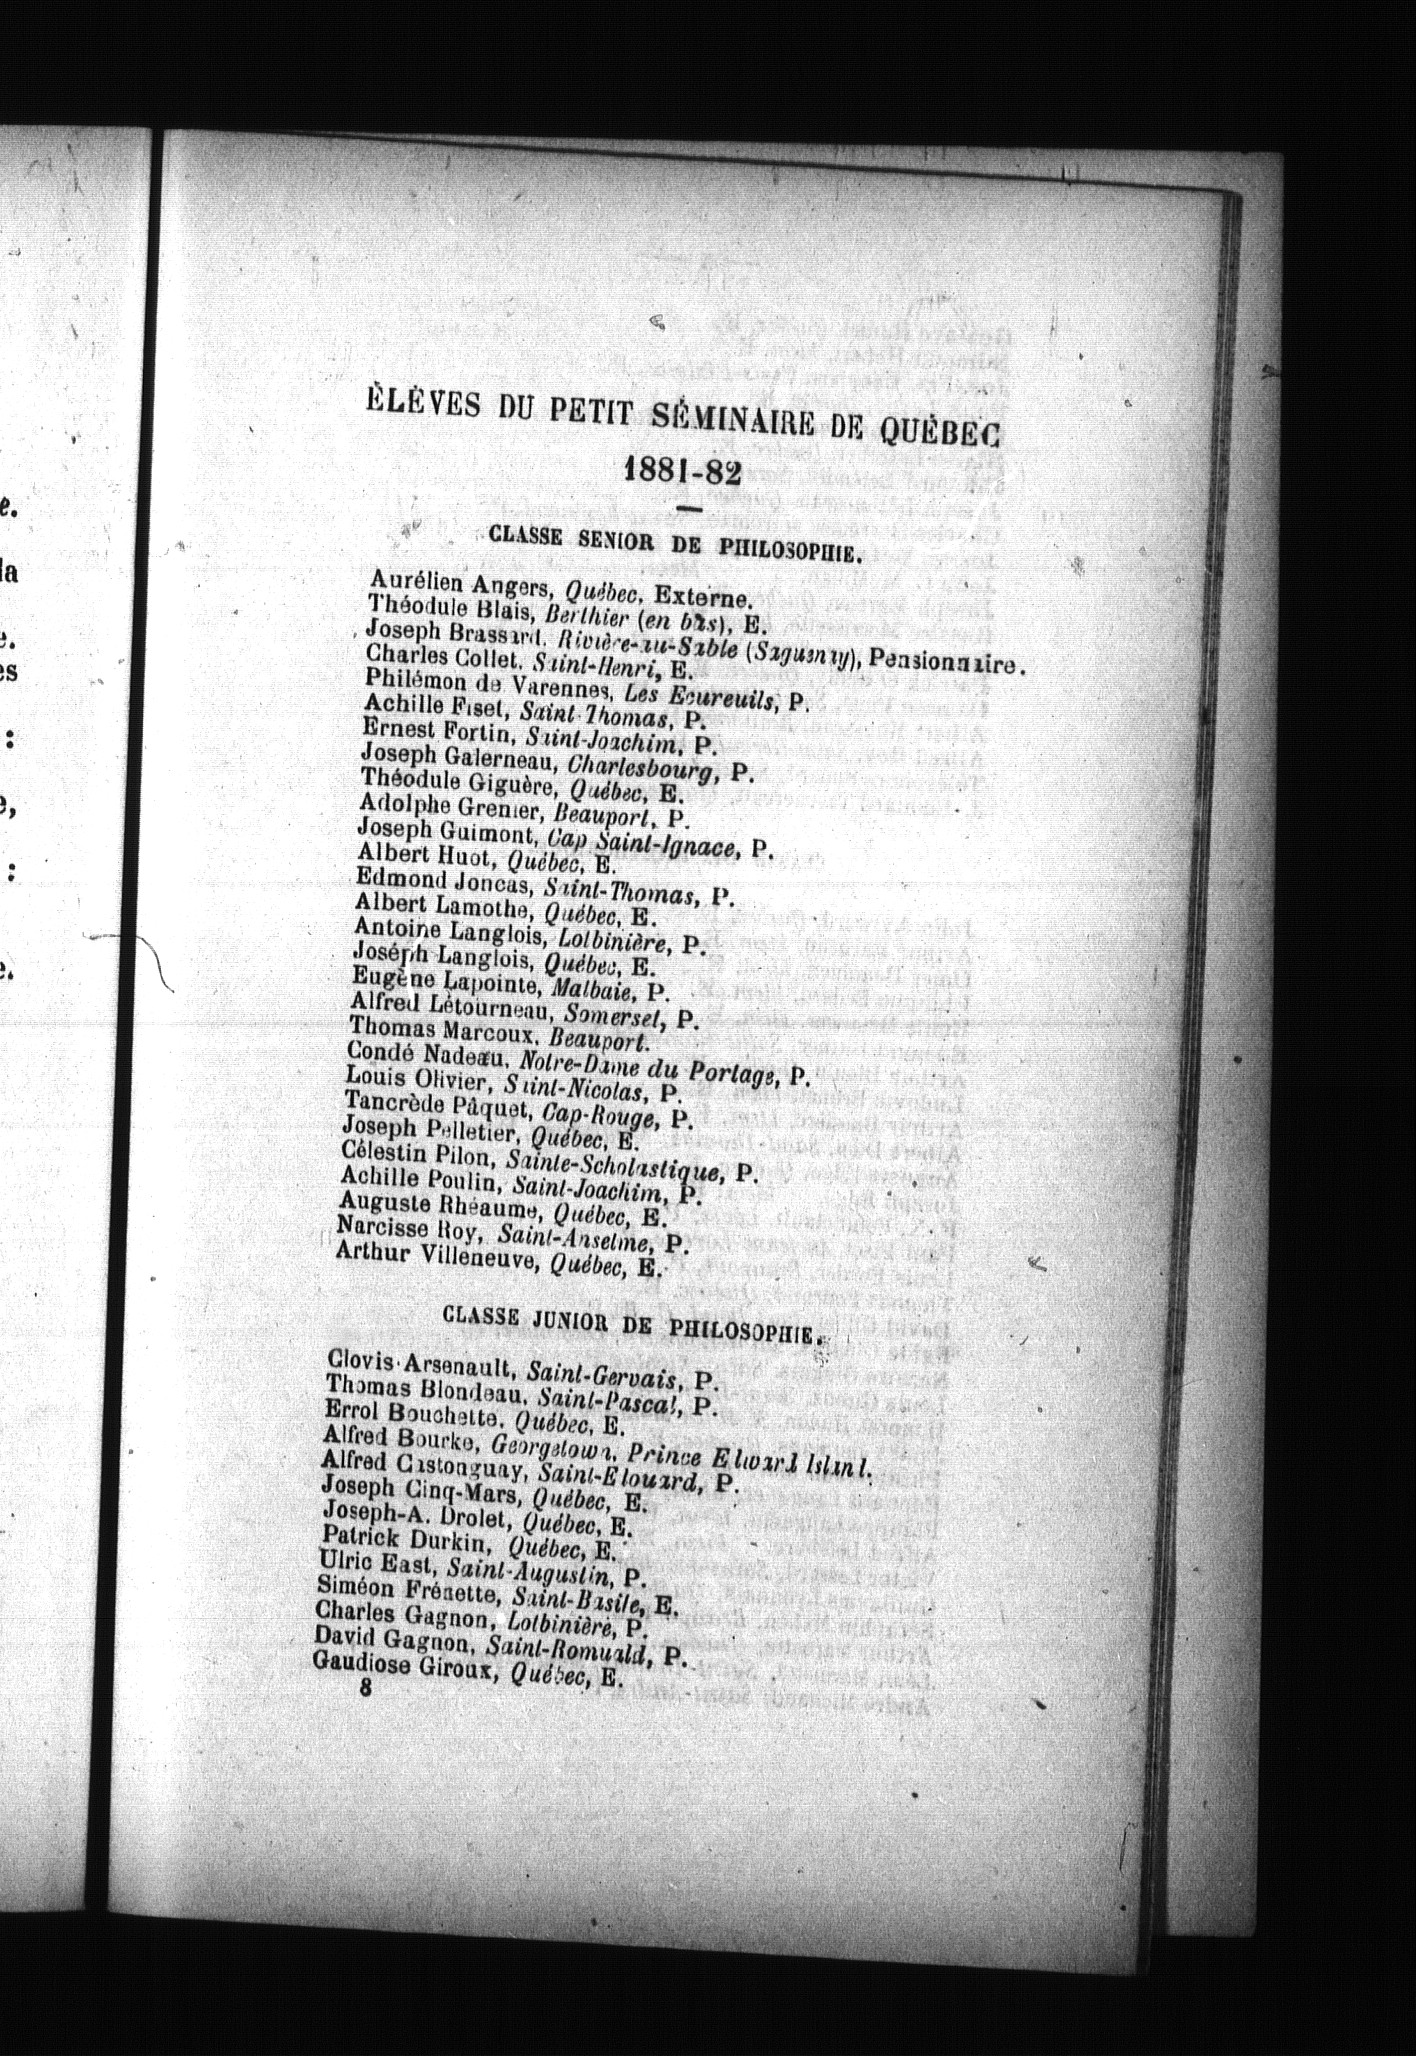 ÉLÈVES DU PETIT SÉMINAIRE DE QUÉBEC
1881-82
CLASSE SENIOR DE PHILOSOPHIE.
Aurélien Angers, Québec, Externe.
Théodule Blais, Berthier (en bas), E.
Joseph Brassard, Rivière-au-Sable (Saguenay), Pensionnaire.
Charles Collet, Saint-Henri, E.
Philémon de Varennes, Les Ecureuils, P.
Achille Fiset, Saint-Thomas, P.
Ernest Fortin, Saint-Joachim, P.
Joseph Galerneau, Charlesbourg, P.
Théodule Giguère, Québec, E.
Adolphe Grenier, Beauport, P.
Joseph Guimont, Cap Saint-Ignace, P.
Albert Huot, Québec, E.
Edmond Joncas, Saint-Thomas, P.
Albert Lamothe, Québec, E.
Antoine Langlois, Lotbinière, P.
Joseph Langlois, Québec, E.
Eugène Lapointe, Malbaie, P.
Alfred Létourneau, Somerset, P.
Thomas Marcoux, Beauport.
Condé Nadeau, Notre-Dame du Portage, P.
Louis Olivier, Saint-Nicolas, P.
Tancrède Pâquet, Cap-Rouge, P.
Joseph Pelletier, Québec, E.
Célestin Pilon, Sainte-Scholastique, P.
Achille Poulin, Saint-Joachim, P.
Auguste Rhéaume, Québec, E.
Narcisse Roy, Saint-Anselme, P.
Arthur Villeneuve, Québec, E.
CLASSE JUNIOR DE PHILOSOPHIE.
Clovis Arsenault, Saint-Gervais, P.
Thomas Blondeau, Saint-Pascal, P.
Errol Bouchette, Québec, E.
Alfred Bourke, Georgetown, Prince Edward Island.
Alfred Castonguay, Saint-Edouard, P.
Joseph Cinq-Mars, Québec, E.
Joseph-A. Drolet, Québec, E.
Patrick Durkin, Québec, E.
Ulric East, Saint-Augustin, P.
Siméon Frénette, Saint-Basile, E.
Charles Gagnon, Lotbinière, P.
David Gagnon, Saint-Romuald, P.
Gaudiose Giroux, Québec, E.
8